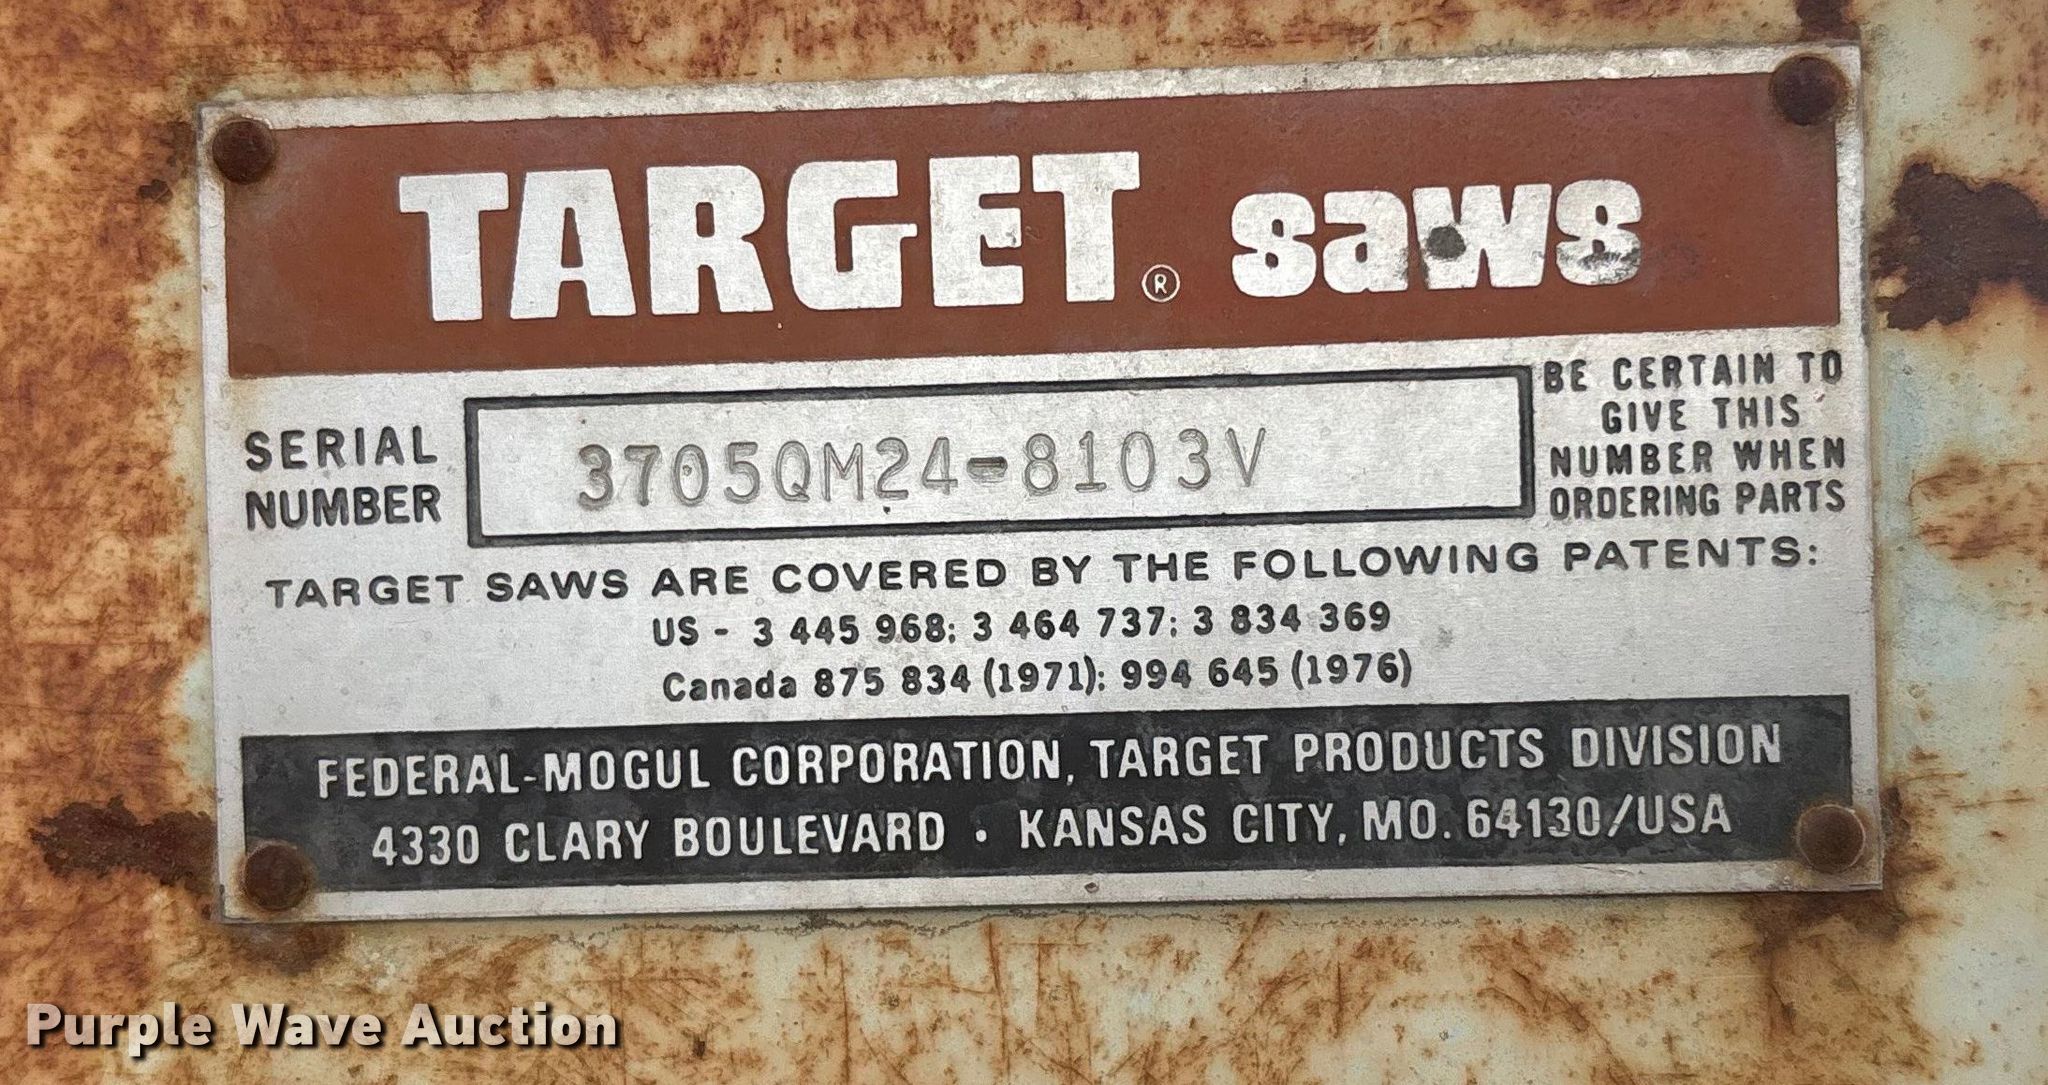 TARGET® saws
SERIAL NUMBER
3705QM24-8103V
BE CERTAIN TO
GIVE THIS
NUMBER WHEN
ORDERING PARTS
TARGET SAWS ARE COVERED BY THE FOLLOWING PATENTS:
US - 3 445 968; 3 464 737; 3 834 369
Canada 875 834 (1971); 994 645 (1976)
FEDERAL-MOGUL CORPORATION, TARGET PRODUCTS DIVISION
4330 CLARY BOULEVARD • KANSAS CITY, MO. 64130/USA
Purple Wave Auction